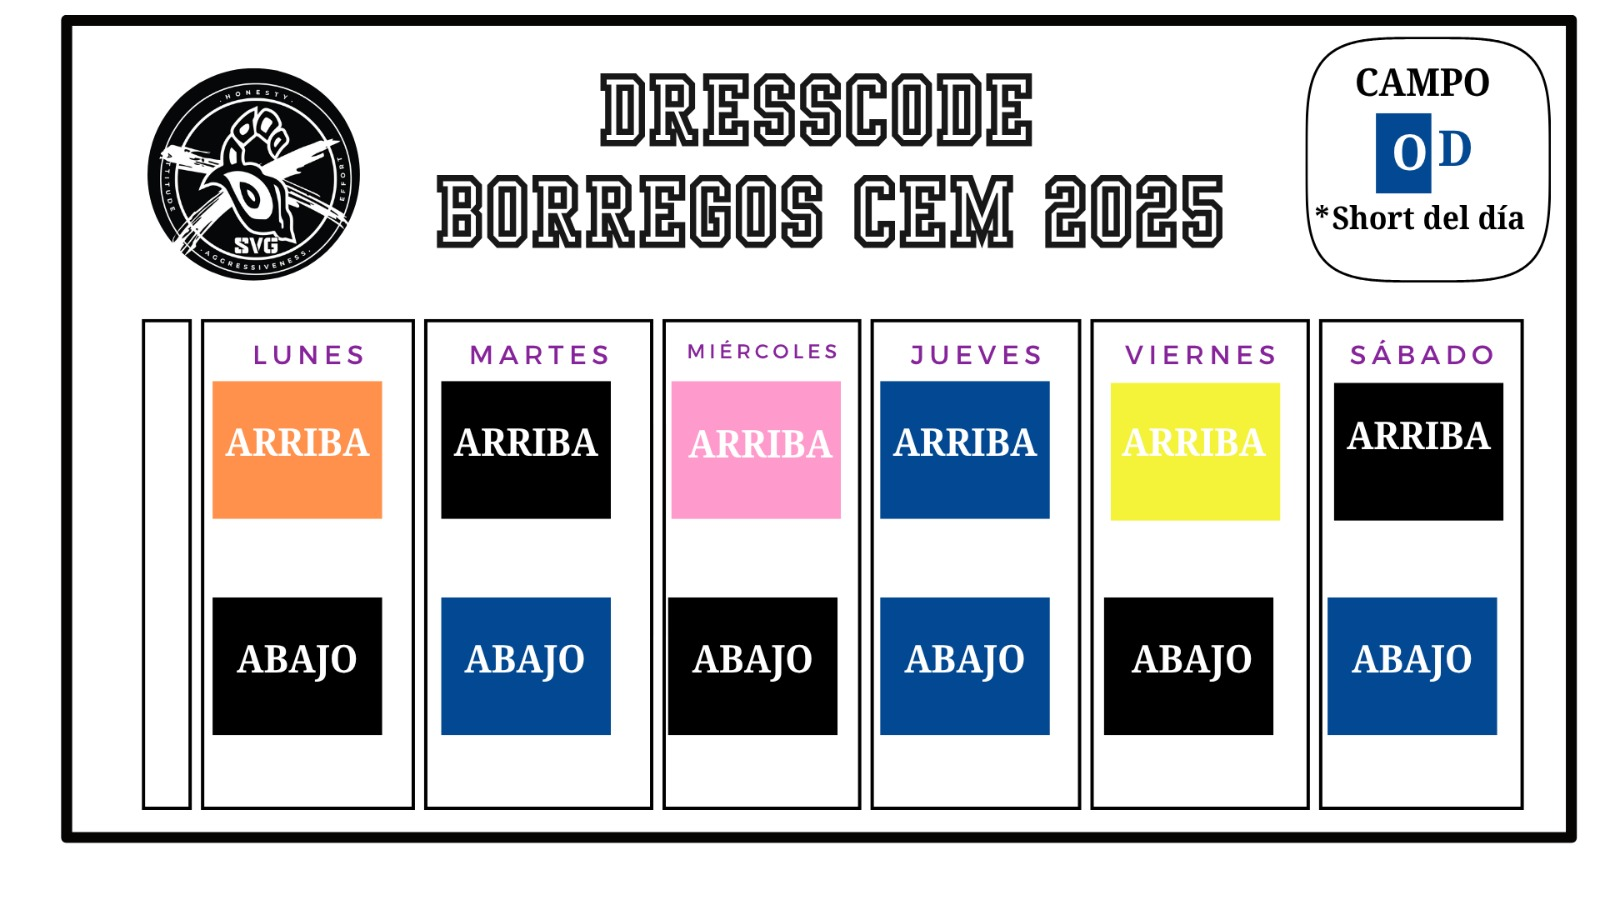 DRESSCODE
BORREGOS CEM 2025
HONESTY
ATTITUDE
EFFORT
SVG
AGGRESSIVENESS
CAMPO
O D
*Short del día
LUNES
MARTES
MIÉRCOLES
JUEVES
VIERNES
SÁBADO
ARRIBA
ARRIBA
ARRIBA
ARRIBA
ARRIBA
ARRIBA
ABAJO
ABAJO
ABAJO
ABAJO
ABAJO
ABAJO